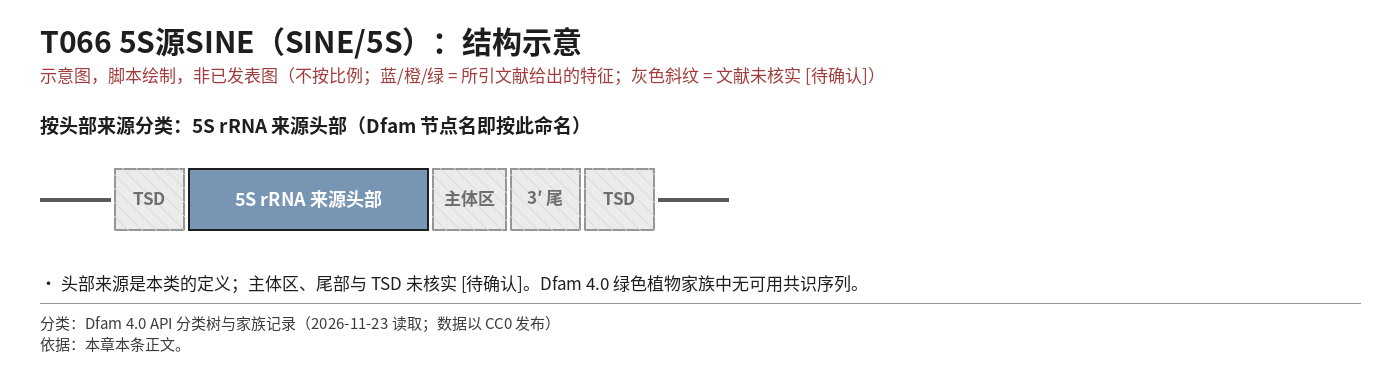 T066 5S源SINE（SINE/5S）：结构示意
示意图，脚本绘制，非已发表图（不按比例；蓝/橙/绿 = 所引文献给出的特征；灰色斜纹 = 文献未核实 [待确认]）
按头部来源分类：5S rRNA 来源头部（Dfam 节点名即按此命名）
TSD 5S rRNA 来源头部 主体区 3′ 尾 TSD
· 头部来源是本类的定义；主体区、尾部与 TSD 未核实 [待确认]。Dfam 4.0 绿色植物家族中无可用共识序列。
分类：Dfam 4.0 API 分类树与家族记录（2026-11-23 读取；数据以 CC0 发布）
依据：本章本条正文。